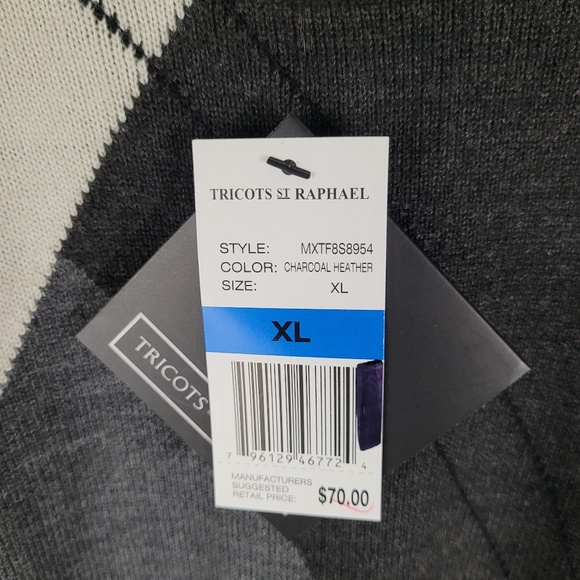 TRICOTS ST RAPHAEL
STYLE: MXTF8S8954
COLOR: CHARCOAL HEATHER
SIZE: XL
XL
7 96129 46772 4
MANUFACTURERS
SUGGESTED
RETAIL PRICE: $70.00
TRICOTS